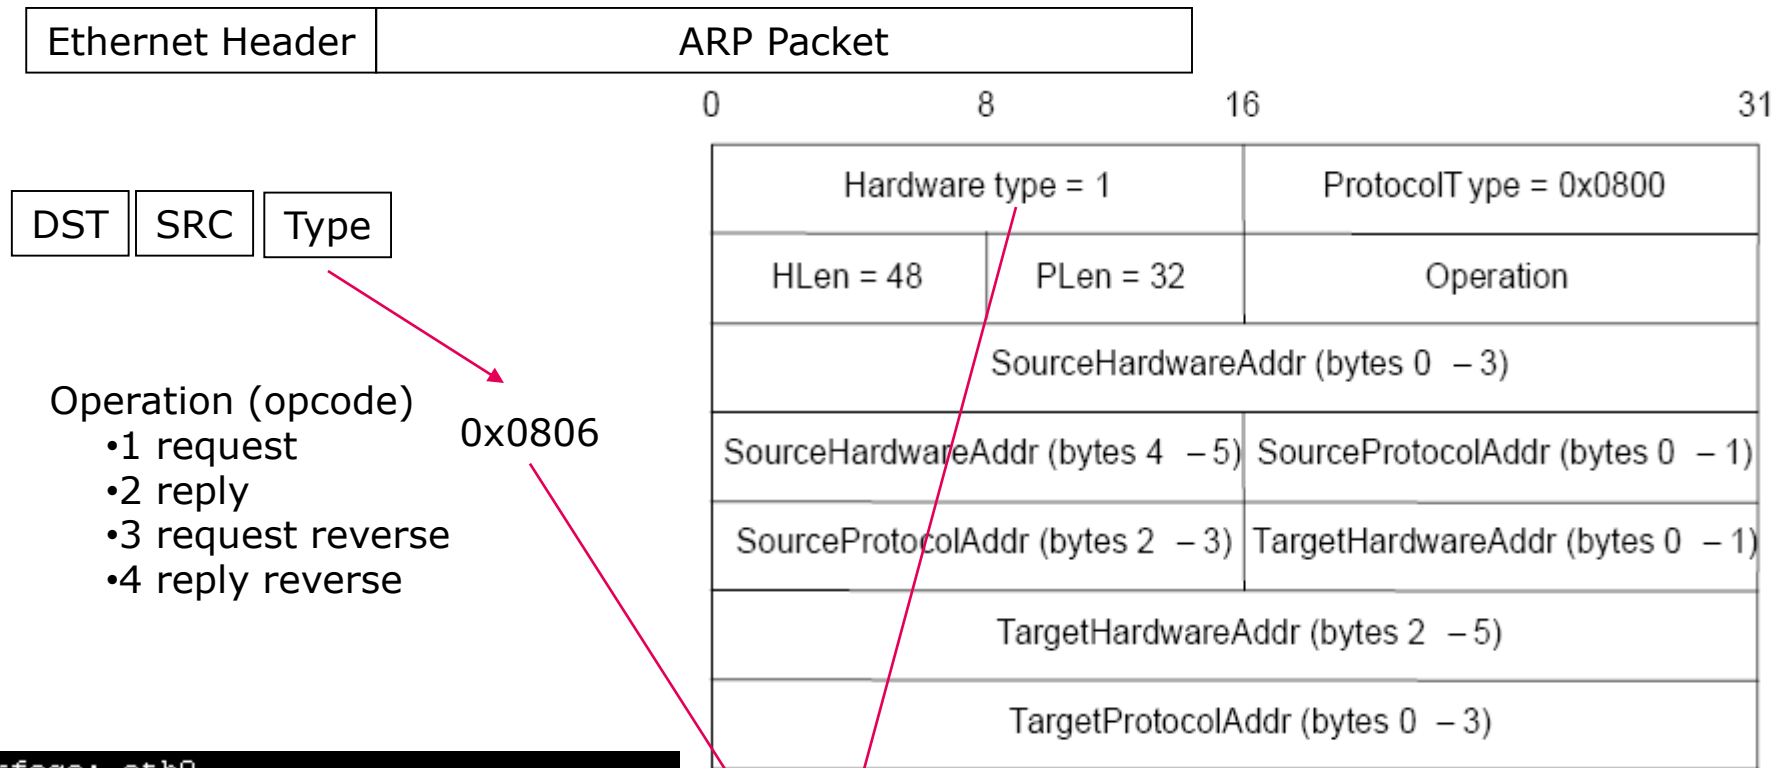 Ethernet Header ARP Packet
0 8 16 31
Hardware type = 1 ProtocolType = 0x0800
DST SRC Type
HLen = 48 PLen = 32 Operation
SourceHardwareAddr (bytes 0 – 3)
Operation (opcode)
•1 request
•2 reply
•3 request reverse
•4 reply reverse
0x0806
SourceHardwareAddr (bytes 4 – 5) SourceProtocolAddr (bytes 0 – 1)
SourceProtocolAddr (bytes 2 – 3) TargetHardwareAddr (bytes 0 – 1)
TargetHardwareAddr (bytes 2 – 5)
TargetProtocolAddr (bytes 0 – 3)